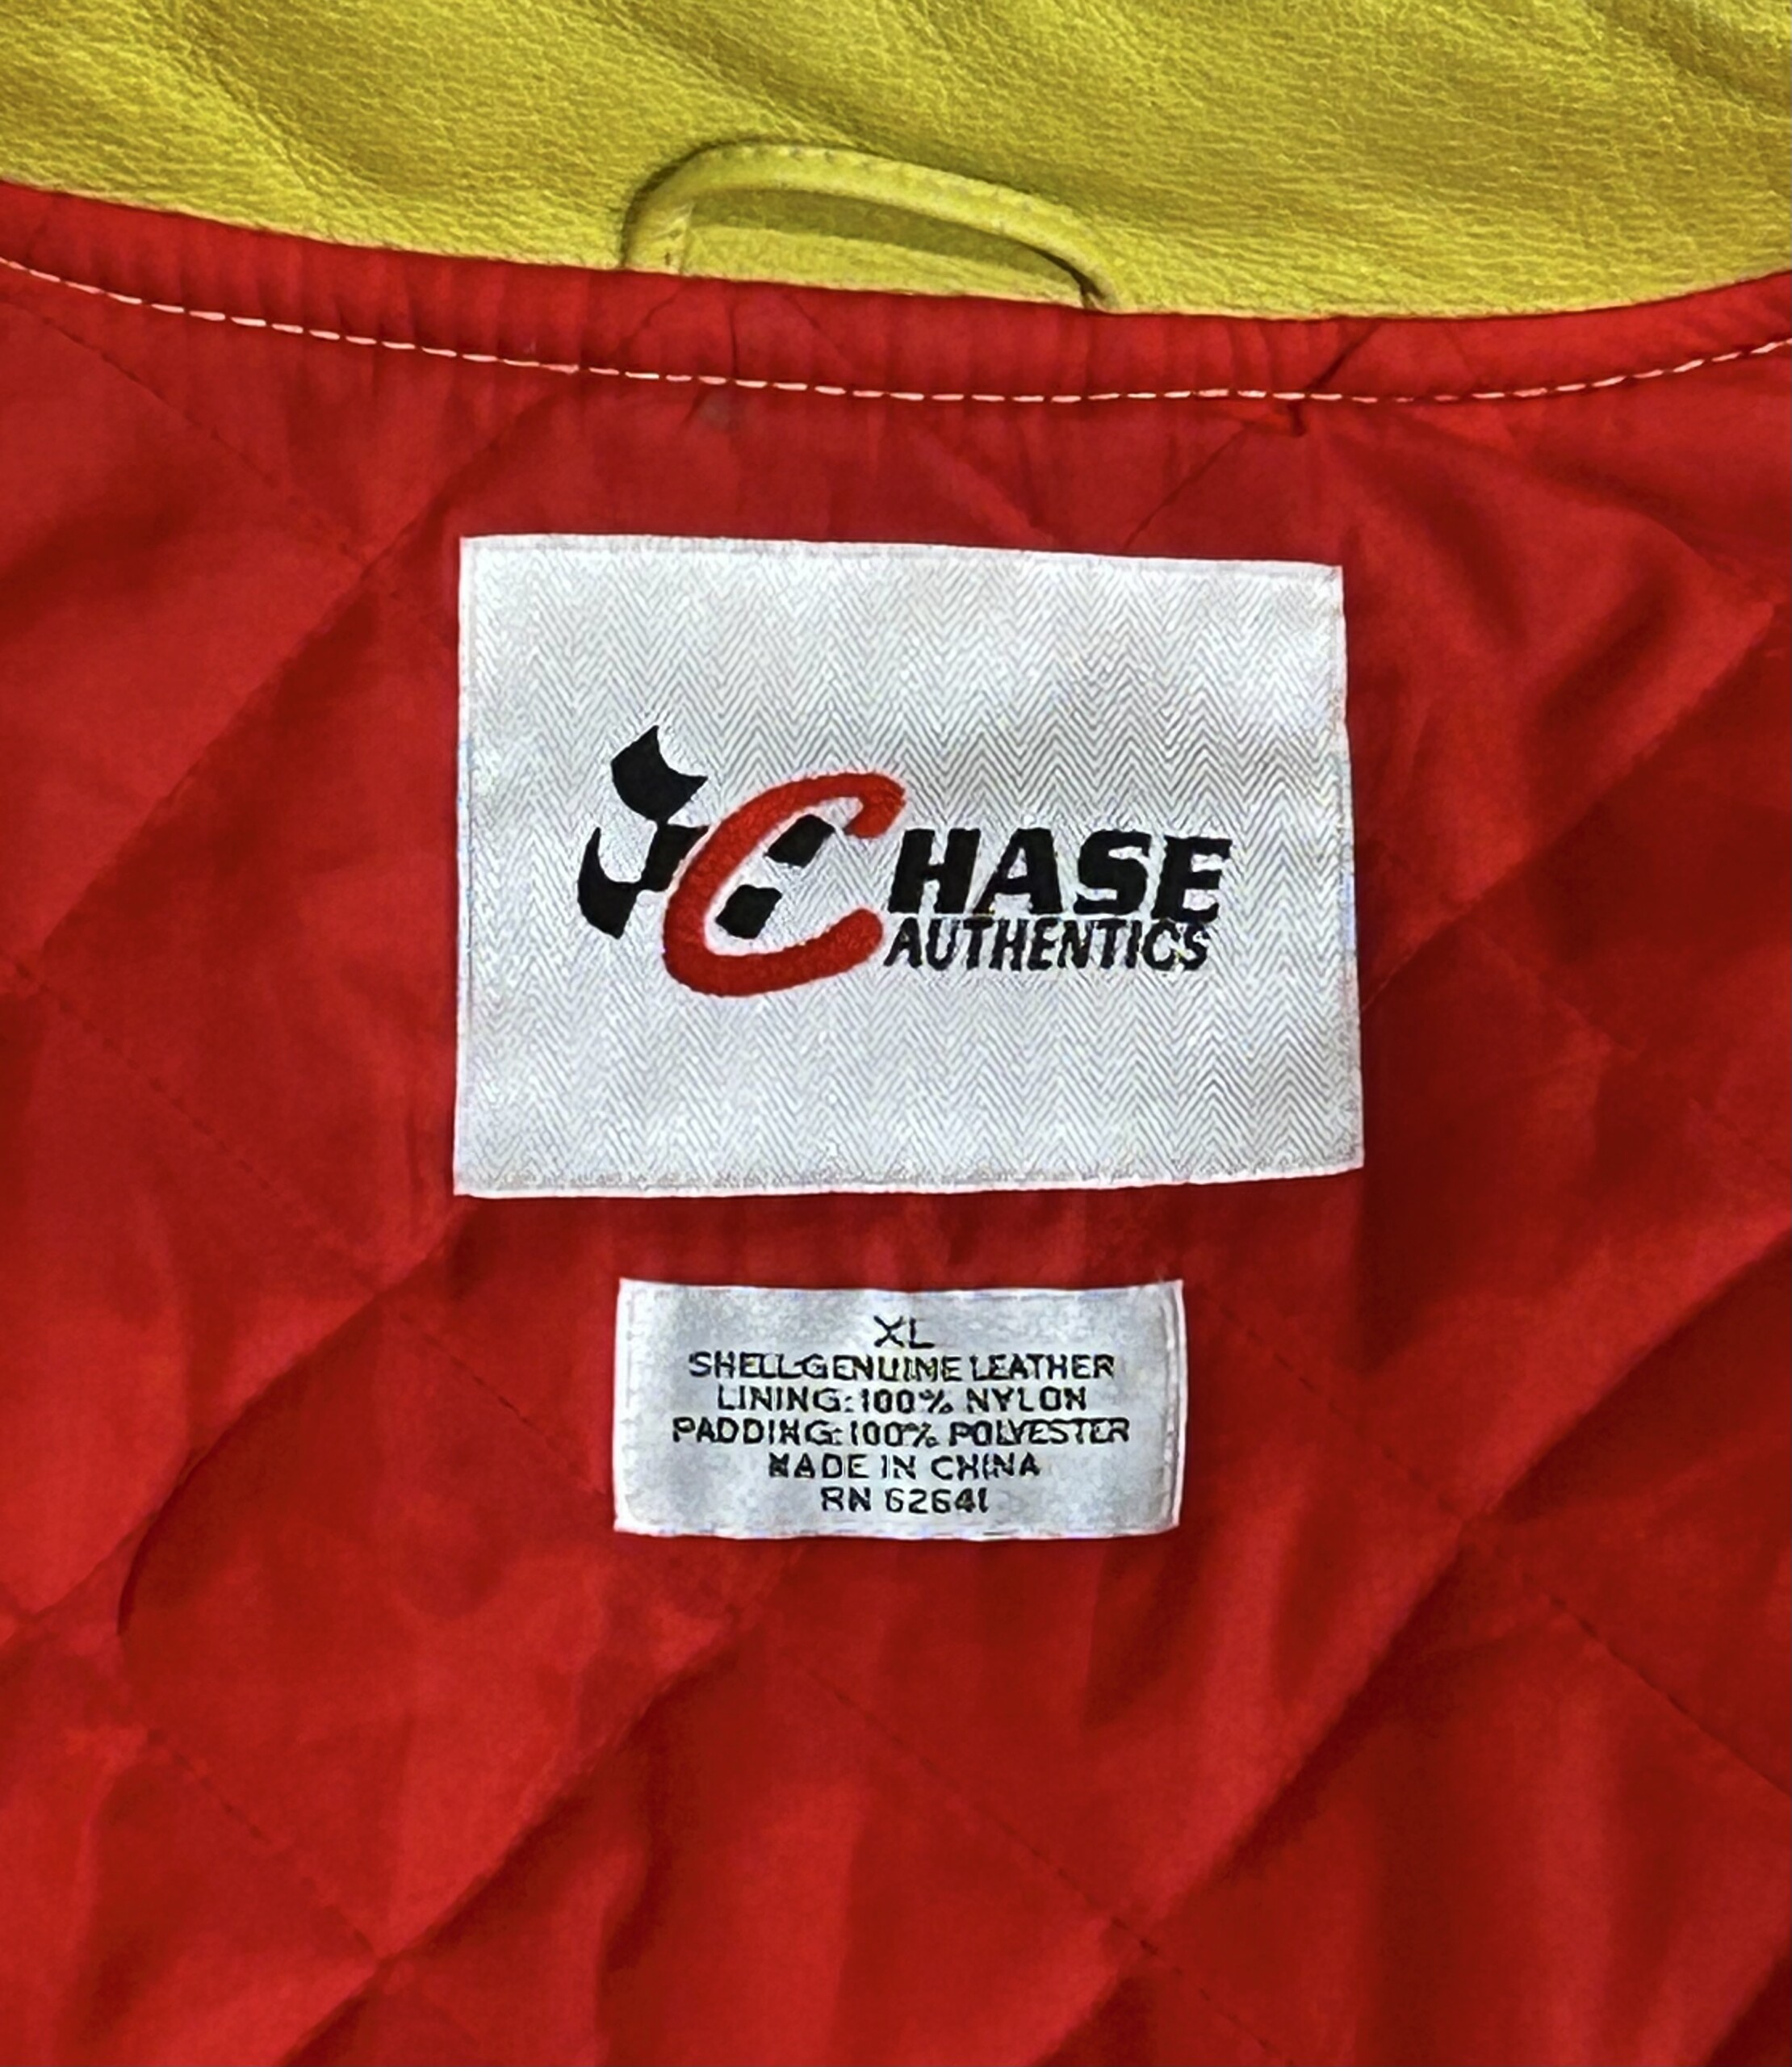 CHASE
AUTHENTICS
XL
SHELL:GENUINE LEATHER
LINING:100% NYLON
PADDING:100% POLYESTER
MADE IN CHINA
RN 62641